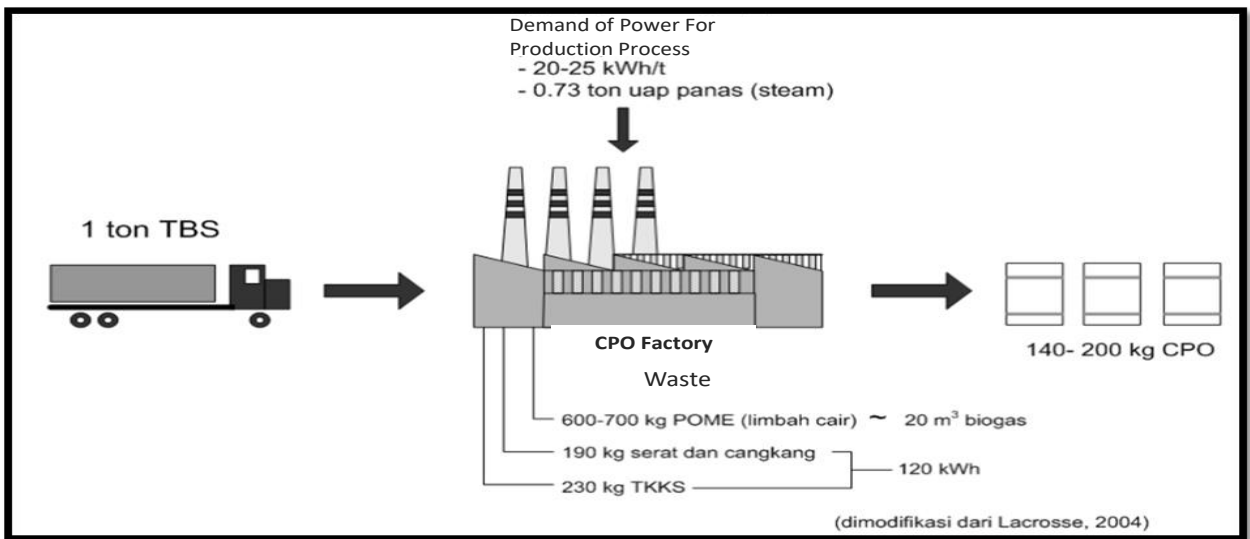 Demand of Power For
Production Process
- 20-25 kWh/t
- 0.73 ton uap panas (steam)
1 ton TBS
CPO Factory
140- 200 kg CPO
Waste
600-700 kg POME (limbah cair) ~ 20 m³ biogas
190 kg serat dan cangkang
120 kWh
230 kg TKKS
(dimodifikasi dari Lacrosse, 2004)